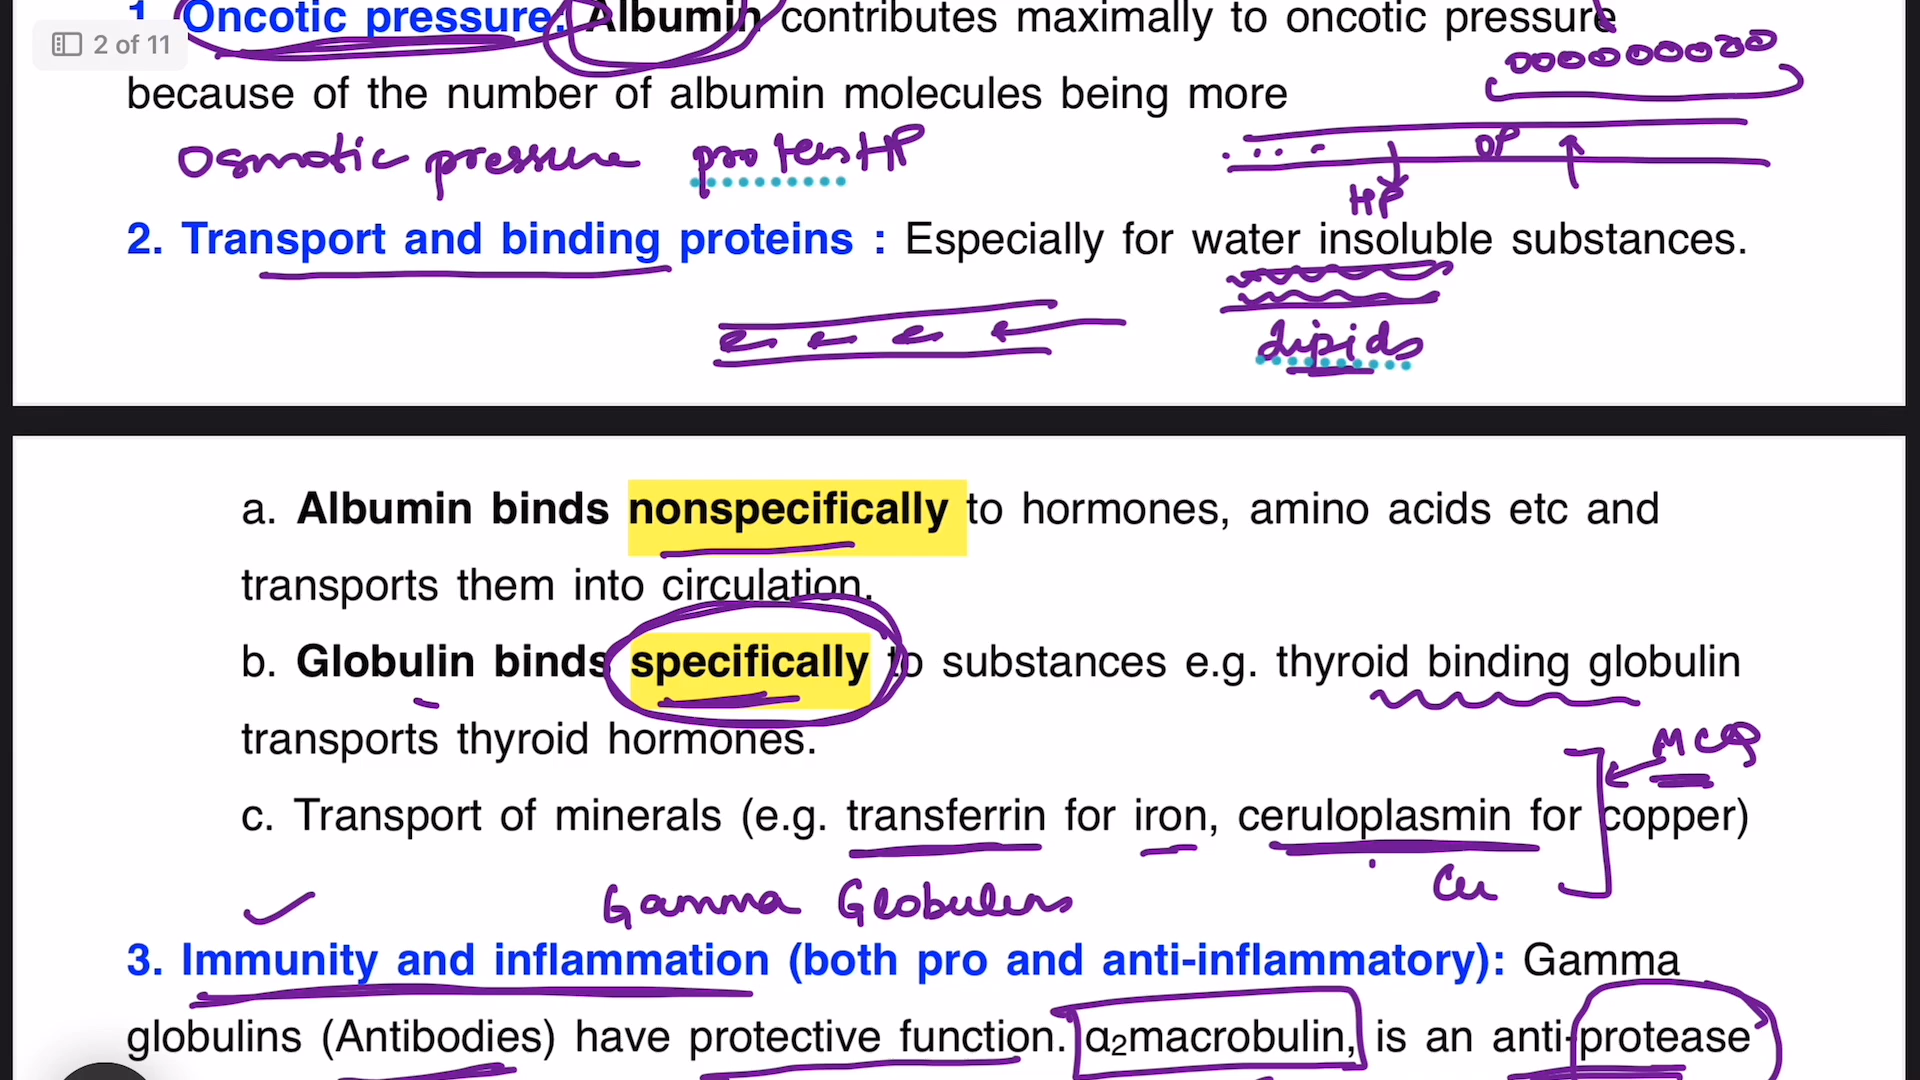 1. Oncotic pressure: Albumin contributes maximally to oncotic pressure
2 of 11
because of the number of albumin molecules being more
Osmotic pressure proteins HP
OP
HP
2. Transport and binding proteins : Especially for water insoluble substances.
Lipids
a. Albumin binds nonspecifically to hormones, amino acids etc and
transports them into circulation.
b. Globulin binds specifically to substances e.g. thyroid binding globulin
transports thyroid hormones.
MCQ
c. Transport of minerals (e.g. transferrin for iron, ceruloplasmin for copper)
Cu
Gamma Globulins
3. Immunity and inflammation (both pro and anti-inflammatory): Gamma
globulins (Antibodies) have protective function. α2macrobulin, is an anti-protease